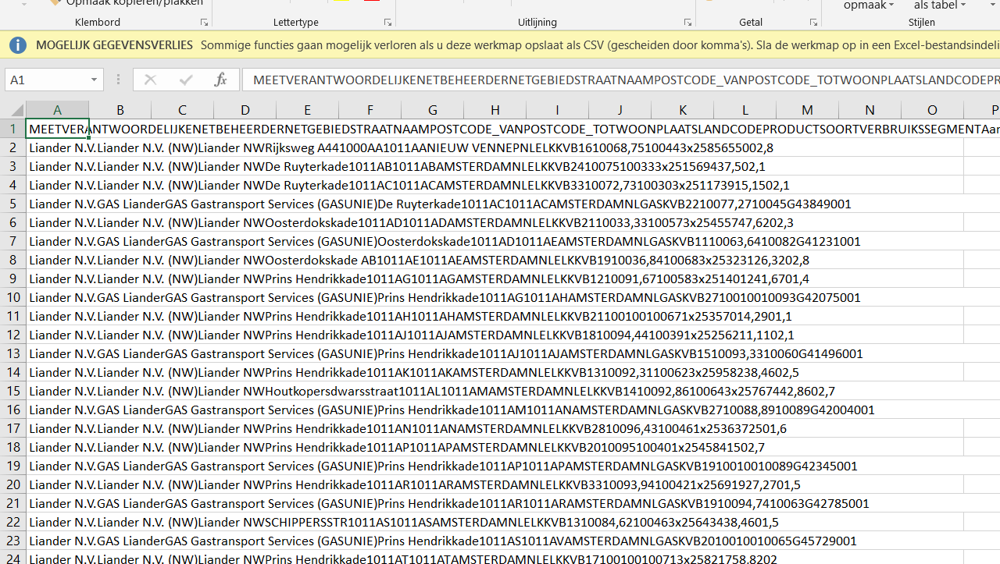 Opmaak kopiëren/plakken
opmaak als tabel
Klembord Lettertype Uitlijning Getal Stijlen
MOGELIJK GEGEVENSVERLIES Sommige functies gaan mogelijk verloren als u deze werkmap opslaat als CSV (gescheiden door komma's). Sla de werkmap op in een Excel-bestandsindeli
A1 fx MEETVERANTWOORDELIJKENETBEHEERDERNETGEBIEDSTRAATNAAMPOSTCODE_VANPOSTCODE_TOTWOONPLAATSLANDCODEPR
A B C D E F G H I J K L M N O P
1 MEETVERANTWOORDELIJKENETBEHEERDERNETGEBIEDSTRAATNAAMPOSTCODE_VANPOSTCODE_TOTWOONPLAATSLANDCODEPRODUCTSOORTVERBRUIKSSEGMENTAan
2 Liander N.V.Liander N.V. (NW)Liander NWRijksweg A441000AA1011AANIEUW VENNEPNLELKKVB1610068,75100443x2585655002,8
3 Liander N.V.Liander N.V. (NW)Liander NWDe Ruyterkade1011AB1011ABAMSTERDAMNLELKKVB2410075100333x251569437,502,1
4 Liander N.V.Liander N.V. (NW)Liander NWDe Ruyterkade1011AC1011ACAMSTERDAMNLELKKVB3310072,73100303x251173915,1502,1
5 Liander N.V.GAS LianderGAS Gastransport Services (GASUNIE)De Ruyterkade1011AC1011ACAMSTERDAMNLGASKVB2210077,2710045G43849001
6 Liander N.V.Liander N.V. (NW)Liander NWOosterdokskade1011AD1011ADAMSTERDAMNLELKKVB2110033,33100573x25455747,6202,3
7 Liander N.V.GAS LianderGAS Gastransport Services (GASUNIE)Oosterdokskade1011AD1011AEAMSTERDAMNLGASKVB1110063,6410082G41231001
8 Liander N.V.Liander N.V. (NW)Liander NWOosterdokskade AB1011AE1011AEAMSTERDAMNLELKKVB1910036,84100683x25323126,3202,8
9 Liander N.V.Liander N.V. (NW)Liander NWPrins Hendrikkade1011AG1011AGAMSTERDAMNLELKKVB1210091,67100583x251401241,6701,4
10 Liander N.V.GAS LianderGAS Gastransport Services (GASUNIE)Prins Hendrikkade1011AG1011AHAMSTERDAMNLGASKVB2710010010093G42075001
11 Liander N.V.Liander N.V. (NW)Liander NWPrins Hendrikkade1011AH1011AHAMSTERDAMNLELKKVB21100100100671x25357014,2901,1
12 Liander N.V.Liander N.V. (NW)Liander NWPrins Hendrikkade1011AJ1011AJAMSTERDAMNLELKKVB1810094,44100391x25256211,1102,1
13 Liander N.V.GAS LianderGAS Gastransport Services (GASUNIE)Prins Hendrikkade1011AJ1011AJAMSTERDAMNLGASKVB1510093,3310060G41496001
14 Liander N.V.Liander N.V. (NW)Liander NWPrins Hendrikkade1011AK1011AKAMSTERDAMNLELKKVB1310092,31100623x25958238,4602,5
15 Liander N.V.Liander N.V. (NW)Liander NWHoutkopersdwarsstraat1011AL1011AMAMSTERDAMNLELKKVB1410092,86100643x25767442,8602,7
16 Liander N.V.GAS LianderGAS Gastransport Services (GASUNIE)Prins Hendrikkade1011AM1011ANAMSTERDAMNLGASKVB2710088,8910089G42004001
17 Liander N.V.Liander N.V. (NW)Liander NWPrins Hendrikkade1011AN1011ANAMSTERDAMNLELKKVB2810096,43100461x2536372501,6
18 Liander N.V.Liander N.V. (NW)Liander NWPrins Hendrikkade1011AP1011APAMSTERDAMNLELKKVB2010095100401x2545841502,7
19 Liander N.V.GAS LianderGAS Gastransport Services (GASUNIE)Prins Hendrikkade1011AP1011APAMSTERDAMNLGASKVB1910010010089G42345001
20 Liander N.V.Liander N.V. (NW)Liander NWPrins Hendrikkade1011AR1011ARAMSTERDAMNLELKKVB3310093,94100421x25691927,2701,5
21 Liander N.V.GAS LianderGAS Gastransport Services (GASUNIE)Prins Hendrikkade1011AR1011ARAMSTERDAMNLGASKVB1910094,7410063G42785001
22 Liander N.V.Liander N.V. (NW)Liander NWSCHIPPERSSTR1011AS1011ASAMSTERDAMNLELKKVB1310084,62100463x25643438,4601,5
23 Liander N.V.GAS LianderGAS Gastransport Services (GASUNIE)Prins Hendrikkade1011AS1011AVAMSTERDAMNLGASKVB2010010010065G45729001
24 Liander N.V.Liander N.V. (NW)Liander NWPrins Hendrikkade1011AT1011ATAMSTERDAMNLELKKVB17100100100713x25821758.8202